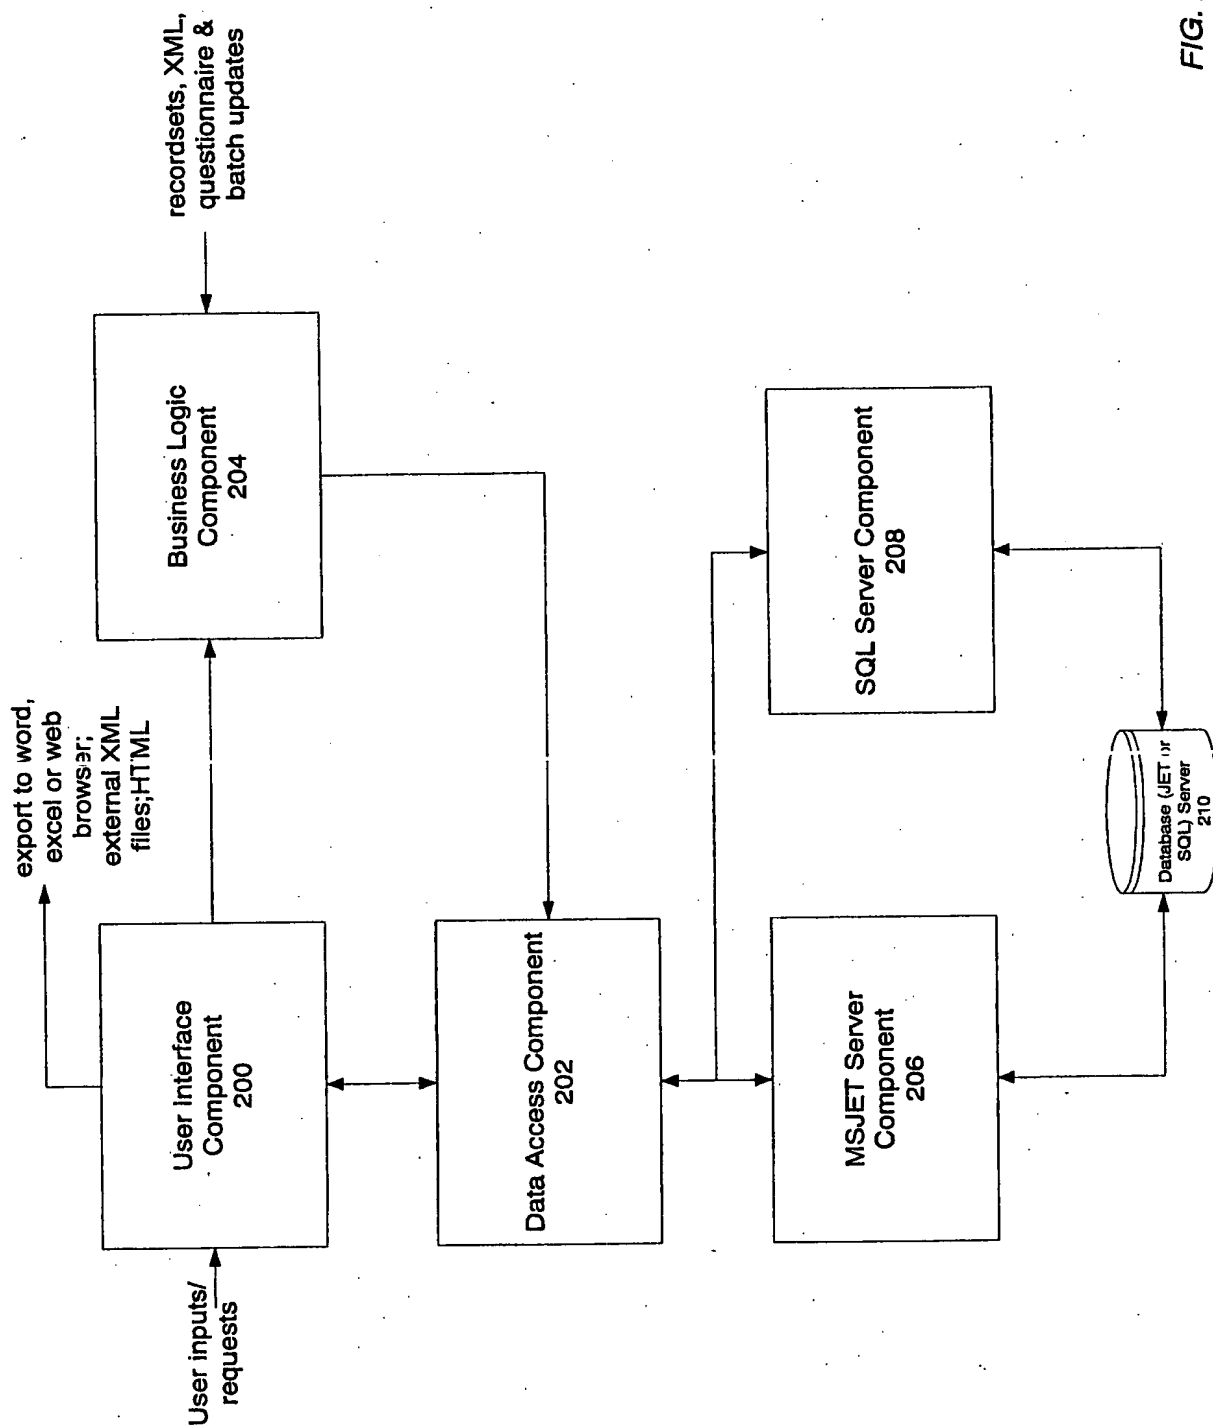 export to word,
excel or web
browser;
external XML
files;HTML
recordsets, XML,
questionnaire &
batch updates
User inputs/
requests
User Interface
Component
200
Business Logic
Component
204
Data Access Component
202
MSJET Server
Component
206
SQL Server Component
208
Database (JET or
SQL) Server
210
FIG.